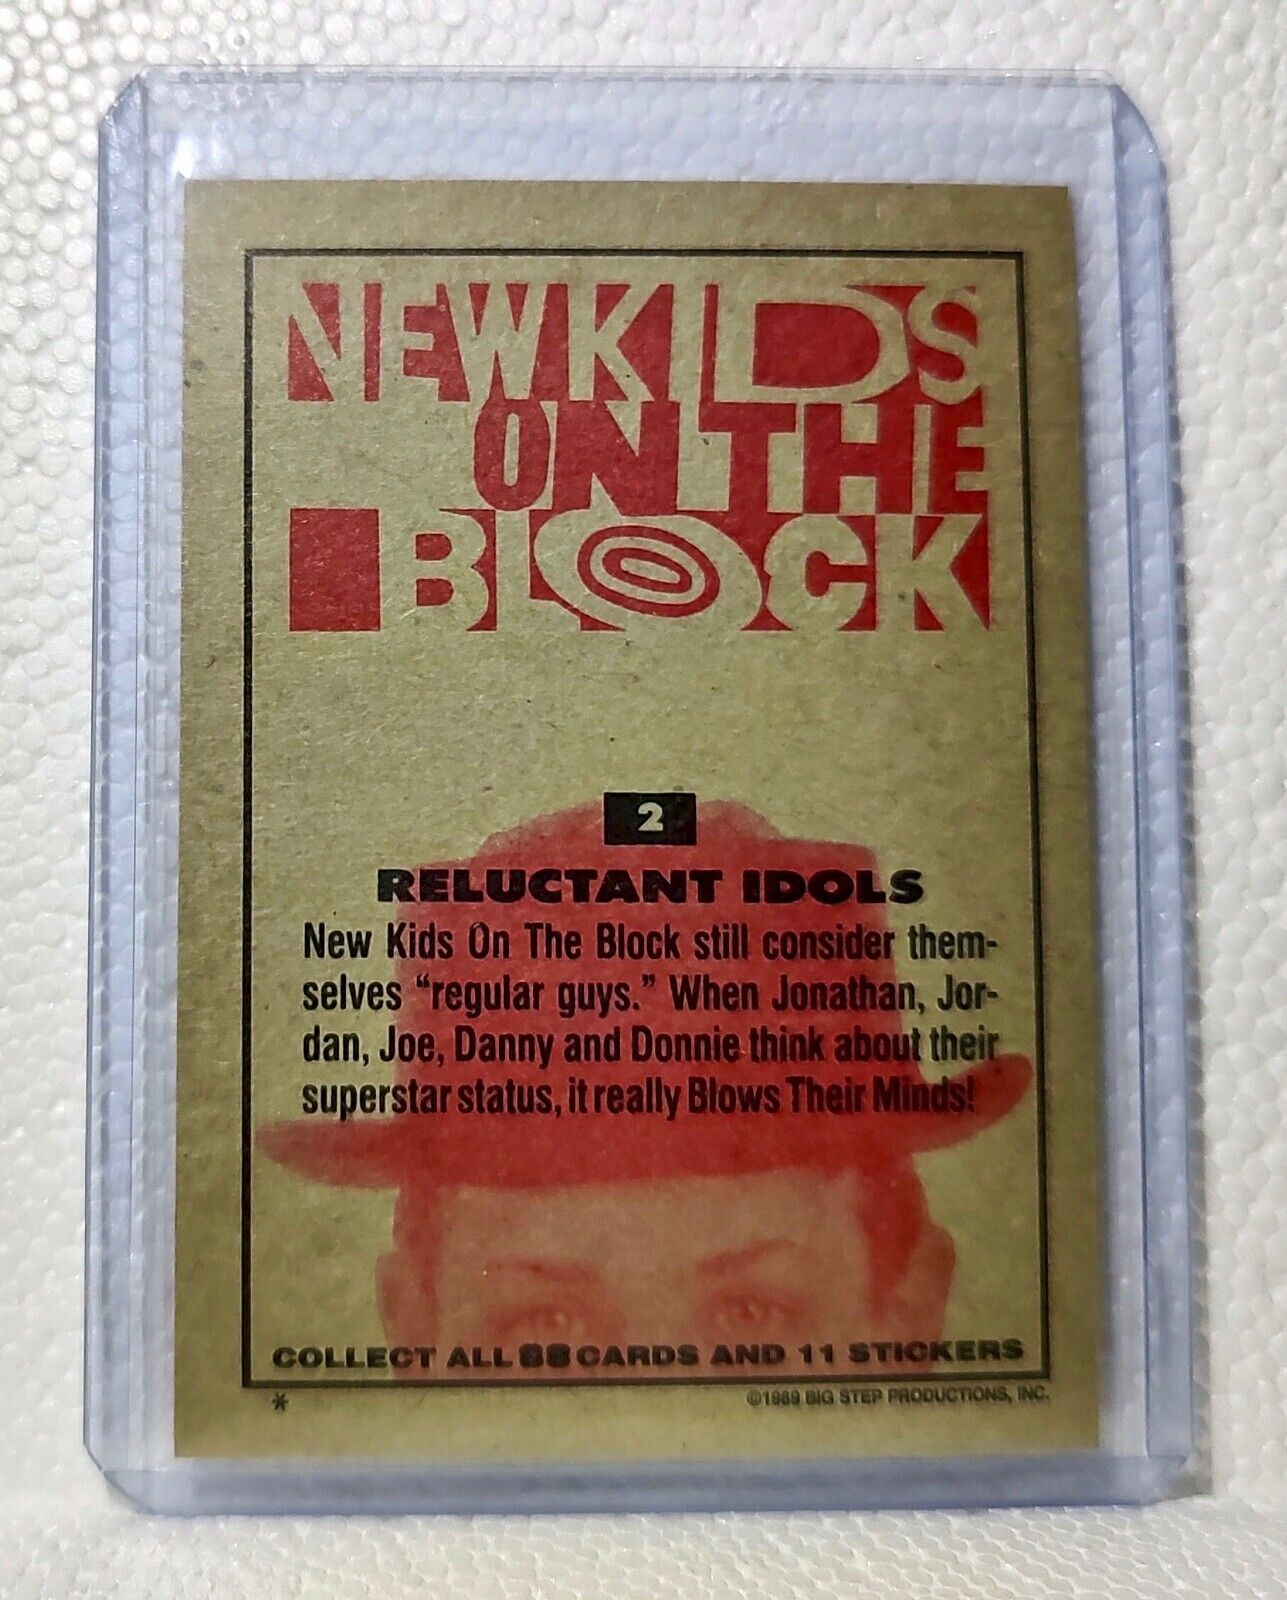 NEW KIDS
ON THE
BLOCK
2
RELUCTANT IDOLS
New Kids On The Block still consider them-
selves “regular guys.” When Jonathan, Jor-
dan, Joe, Danny and Donnie think about their
superstar status, it really Blows Their Minds!
COLLECT ALL 88 CARDS AND 11 STICKERS
* ©1989 BIG STEP PRODUCTIONS, INC.